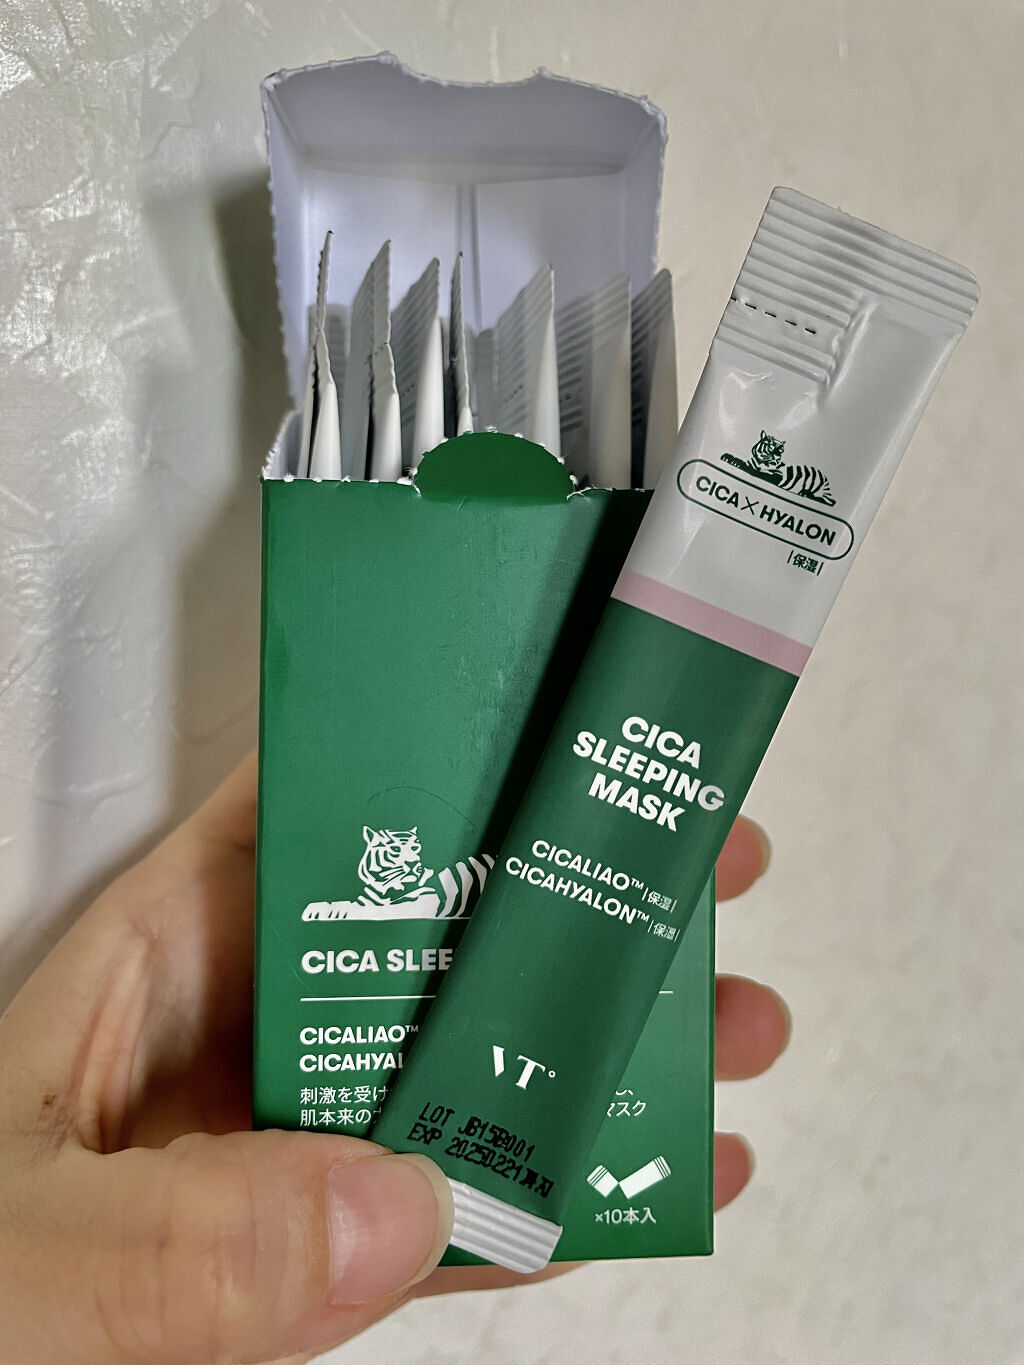 CICA×HYALON
|保湿|
CICA
SLEEPING
MASK
CICALIAO™|保湿|
CICAHYALON™|保湿|
VT°
LOT JB15B001
EXP 20250221
CICA SLEE
CICALIAO™
CICAHYAL
刺激を受け
肌本来の
マスク
×10本入